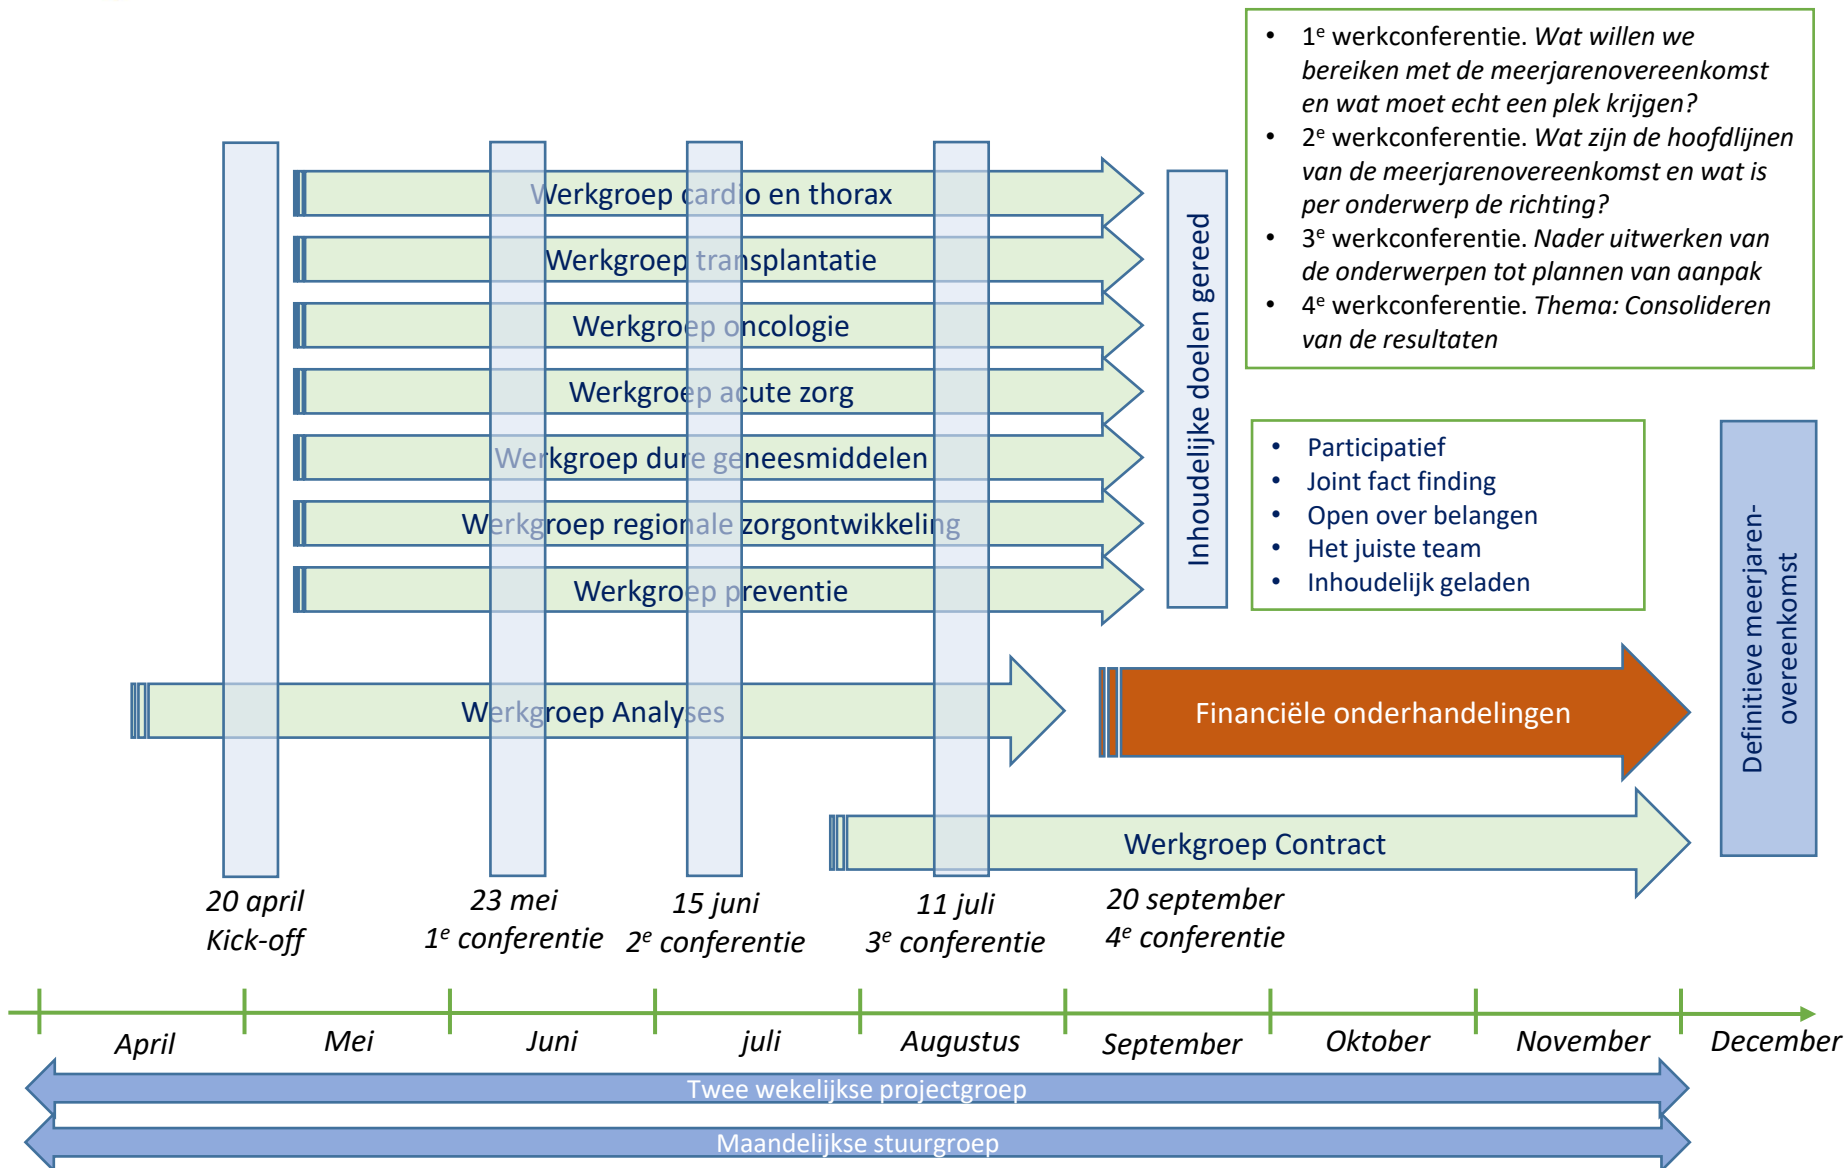 • 1e werkconferentie. Wat willen we
bereiken met de meerjarenovereenkomst
en wat moet echt een plek krijgen?
• 2e werkconferentie. Wat zijn de hoofdlijnen
van de meerjarenovereenkomst en wat is
per onderwerp de richting?
• 3e werkconferentie. Nader uitwerken van
de onderwerpen tot plannen van aanpak
• 4e werkconferentie. Thema: Consolideren
van de resultaten
Werkgroep cardio en thorax
Werkgroep transplantatie
Werkgroep oncologie
Werkgroep acute zorg
Werkgroep dure geneesmiddelen
Werkgroep regionale zorgontwikkeling
Werkgroep preventie
Inhoudelijke doelen gereed
• Participatief
• Joint fact finding
• Open over belangen
• Het juiste team
• Inhoudelijk geladen
Definitieve meerjaren-
overeenkomst
Werkgroep Analyses
Financiële onderhandelingen
Werkgroep Contract
20 april
Kick-off
23 mei
1e conferentie
15 juni
2e conferentie
11 juli
3e conferentie
20 september
4e conferentie
April
Mei
Juni
juli
Augustus
September
Oktober
November
December
Twee wekelijkse projectgroep
Maandelijkse stuurgroep